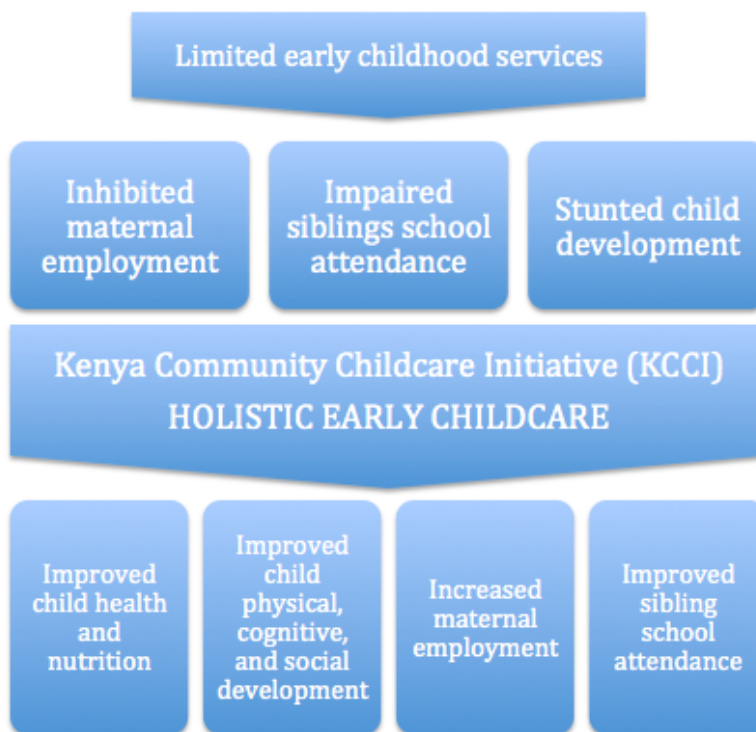 Limited early childhood services
Inhibited
maternal
employment
Impaired
siblings school
attendance
Stunted child
development
Kenya Community Childcare Initiative (KCCI)
HOLISTIC EARLY CHILDCARE
Improved
child health
and
nutrition
Improved
child
physical,
cognitive,
and social
development
Increased
maternal
employment
Improved
sibling
school
attendance